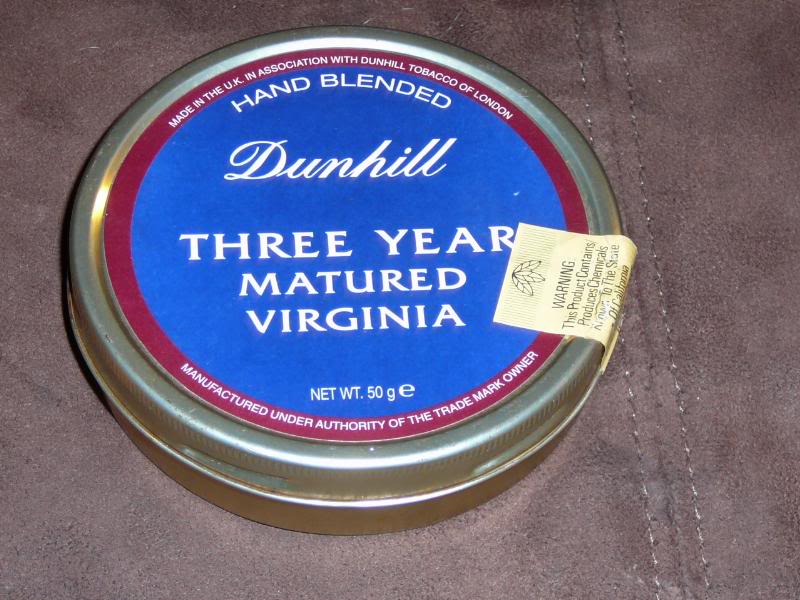 MADE IN THE U.K. IN ASSOCIATION WITH DUNHILL TOBACCO OF LONDON
HAND BLENDED
Dunhill
THREE YEAR
MATURED
VIRGINIA
NET WT. 50 g e
MANUFACTURED UNDER AUTHORITY OF THE TRADE MARK OWNER
WARNING:
This Product Contains/
Produces Chemicals
Known To The State
Of California